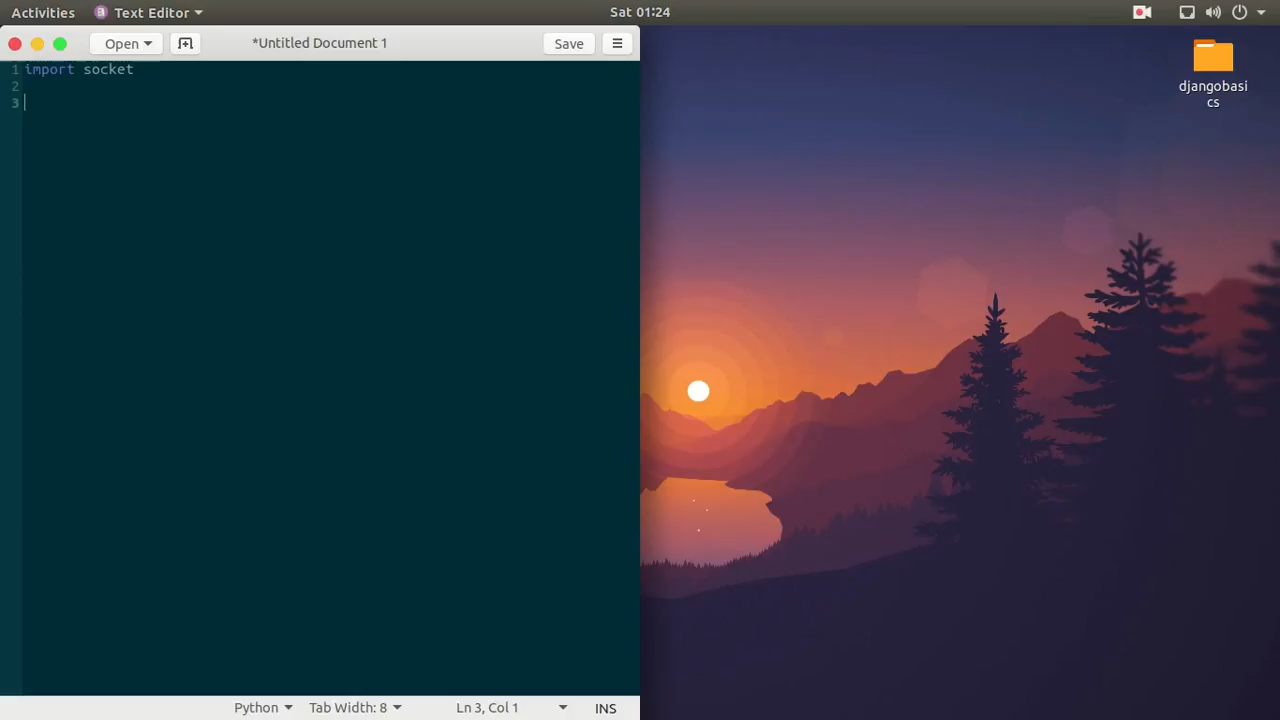 Activities
Text Editor
Sat 01:24
Open
*Untitled Document 1
Save
1 import socket
2
3
Python
Tab Width: 8
Ln 3, Col 1
INS
djangobasi
cs